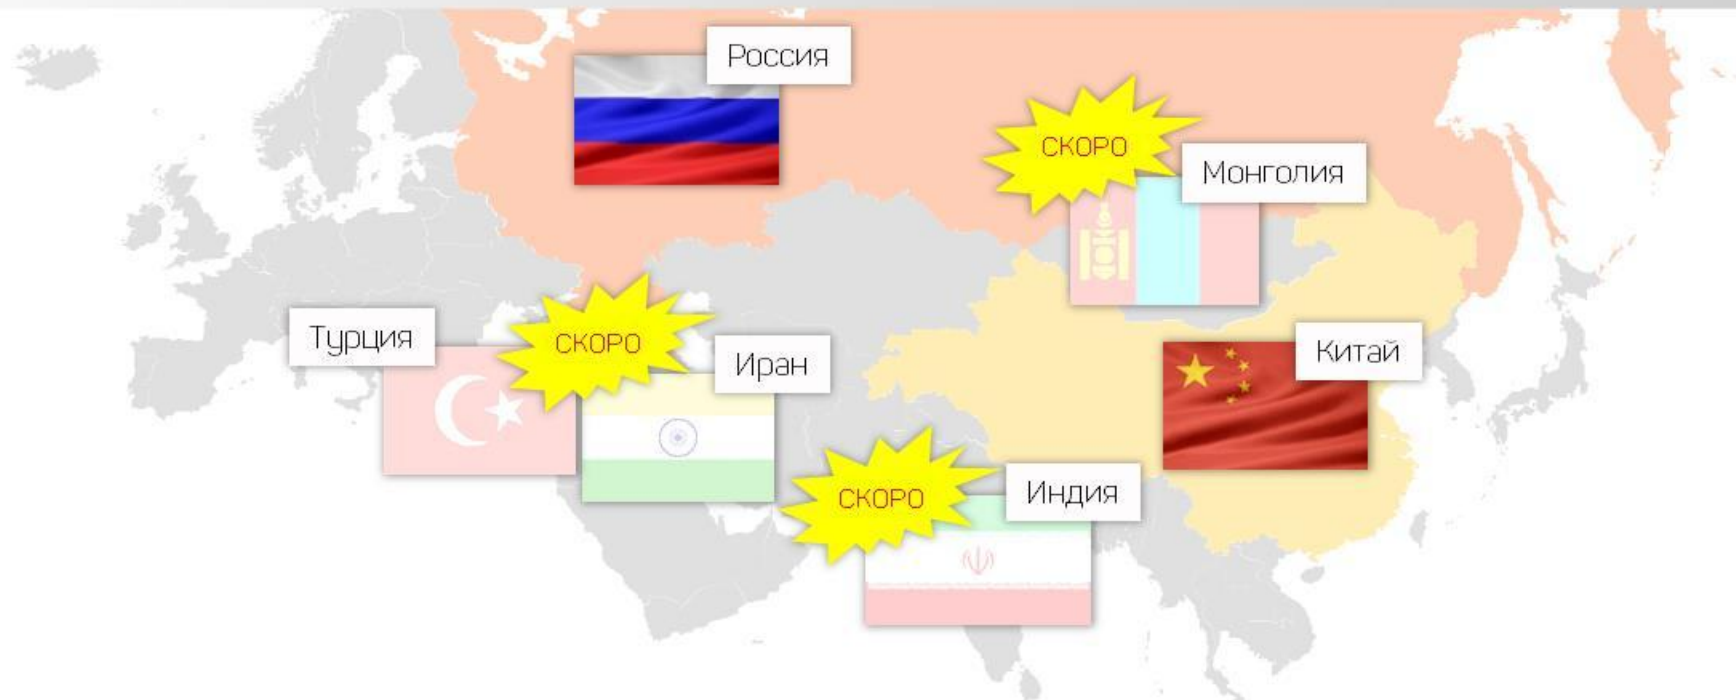 Россия
СКОРО
Монголия
Турция
СКОРО
Иран
Китай
СКОРО
Индия